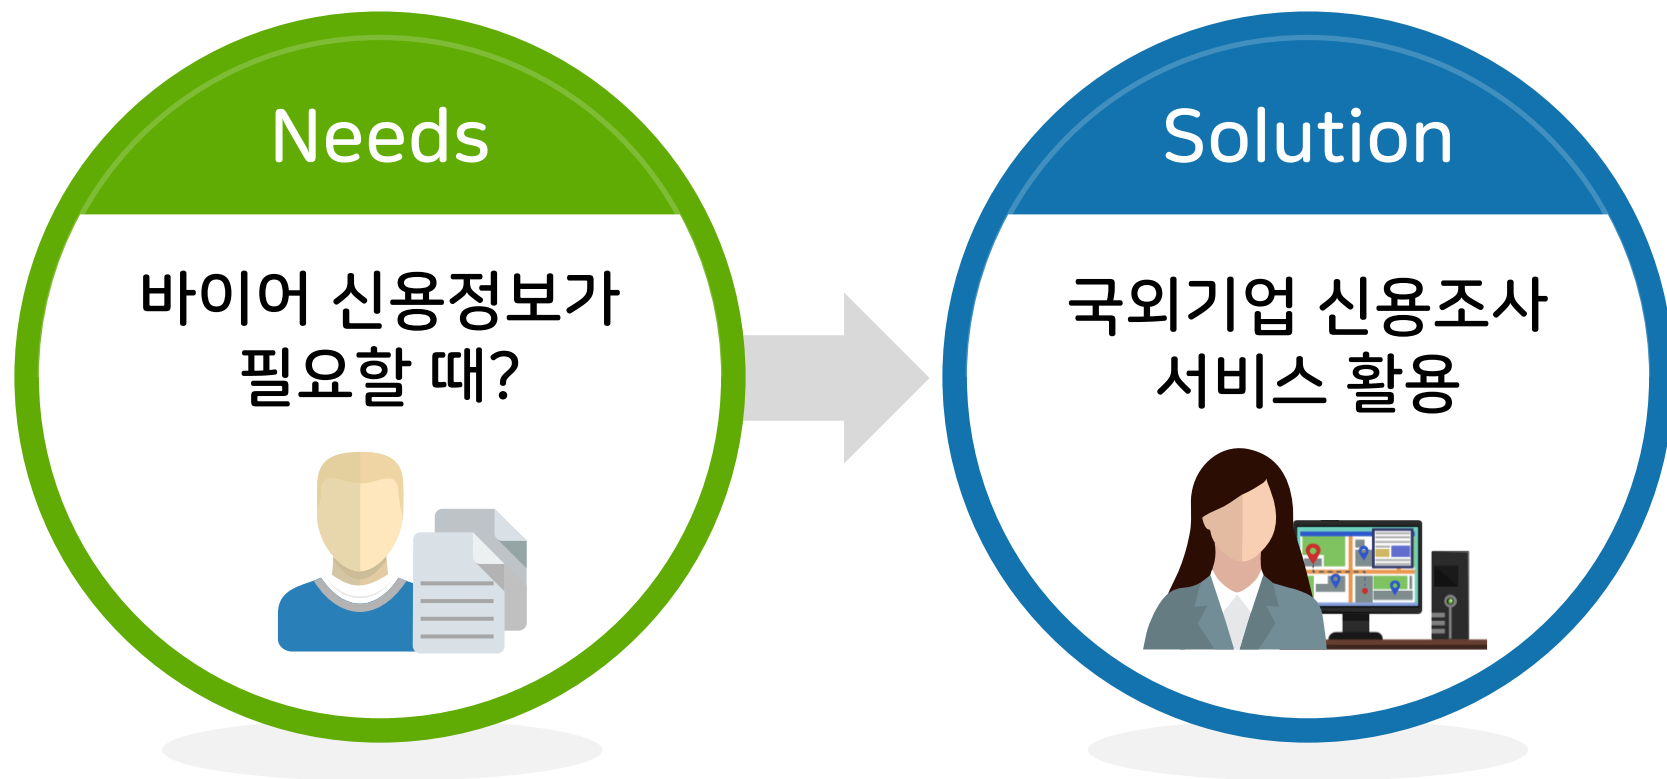 Needs
바이어 신용정보가
필요할 때?
Solution
국외기업 신용조사
서비스 활용